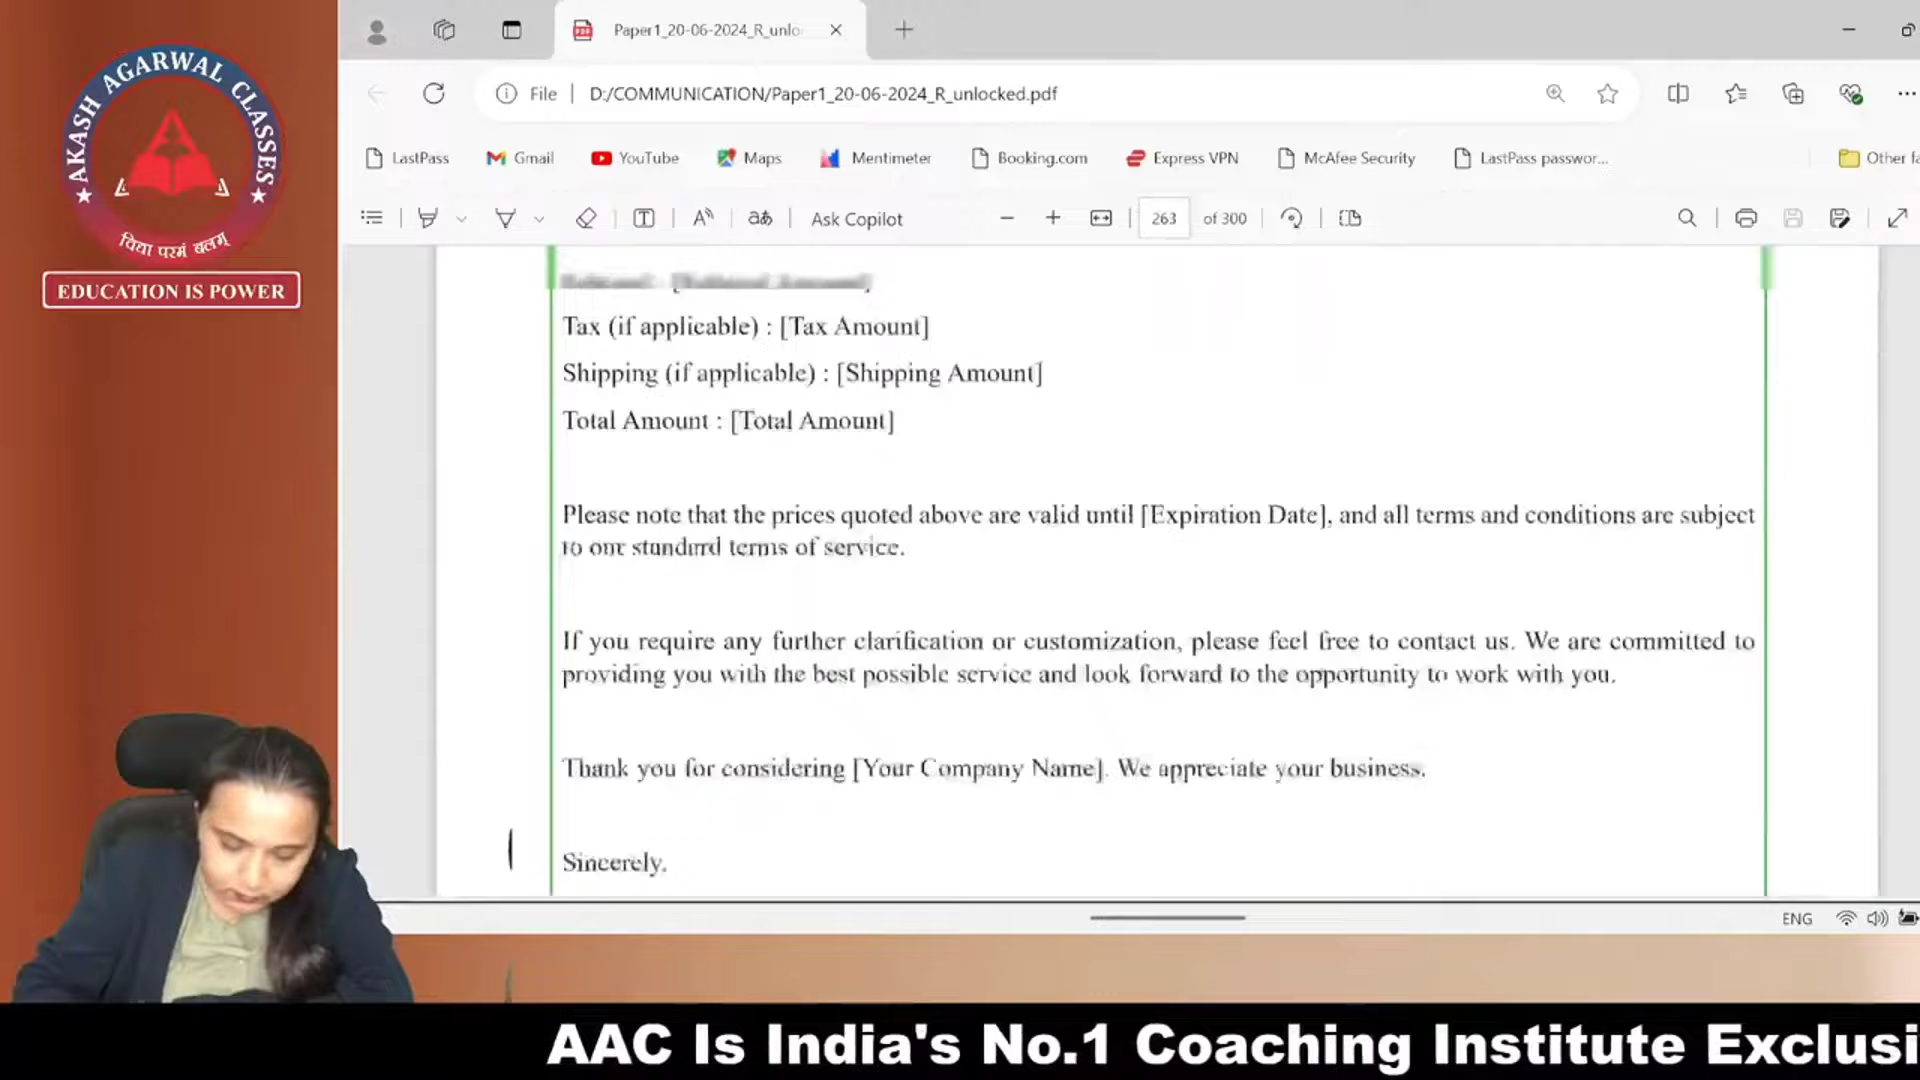 Paper1_20-06-2024_R_unlo
File
D:/COMMUNICATION/Paper1_20-06-2024_R_unlocked.pdf
LastPass
Gmail
YouTube
Maps
Mentimeter
Booking.com
Express VPN
McAfee Security
LastPass passwor...
Other fa
Ask Copilot
263 of 300
AKASH AGARWAL CLASSES
विद्या परमं बलम्
EDUCATION IS POWER
Tax (if applicable) : [Tax Amount]
Shipping (if applicable) : [Shipping Amount]
Total Amount : [Total Amount]
Please note that the prices quoted above are valid until [Expiration Date], and all terms and conditions are subject
to our standard terms of service.
If you require any further clarification or customization, please feel free to contact us. We are committed to
providing you with the best possible service and look forward to the opportunity to work with you.
Thank you for considering [Your Company Name]. We appreciate your business.
Sincerely,
ENG
AAC Is India's No.1 Coaching Institute Exclusi